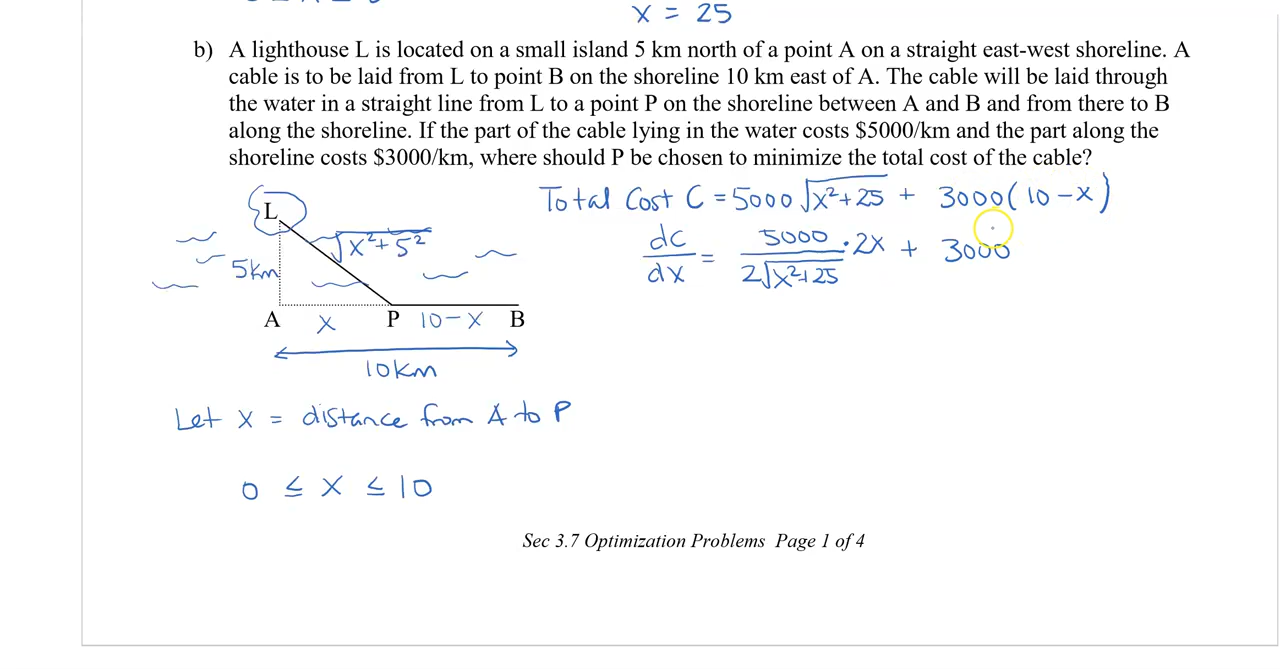 x = 25
b) A lighthouse L is located on a small island 5 km north of a point A on a straight east-west shoreline. A
cable is to be laid from L to point B on the shoreline 10 km east of A. The cable will be laid through
the water in a straight line from L to a point P on the shoreline between A and B and from there to B
along the shoreline. If the part of the cable lying in the water costs $5000/km and the part along the
shoreline costs $3000/km, where should P be chosen to minimize the total cost of the cable?
Total Cost C = 5000 √(x²+25) + 3000(10-x)
L
√(x²+5²)
dC/dx = 5000/(2√(x²+25)) · 2x + 3000
5km
A x P 10-x B
10km
Let x = distance from A to P
0 ≤ x ≤ 10
Sec 3.7 Optimization Problems Page 1 of 4